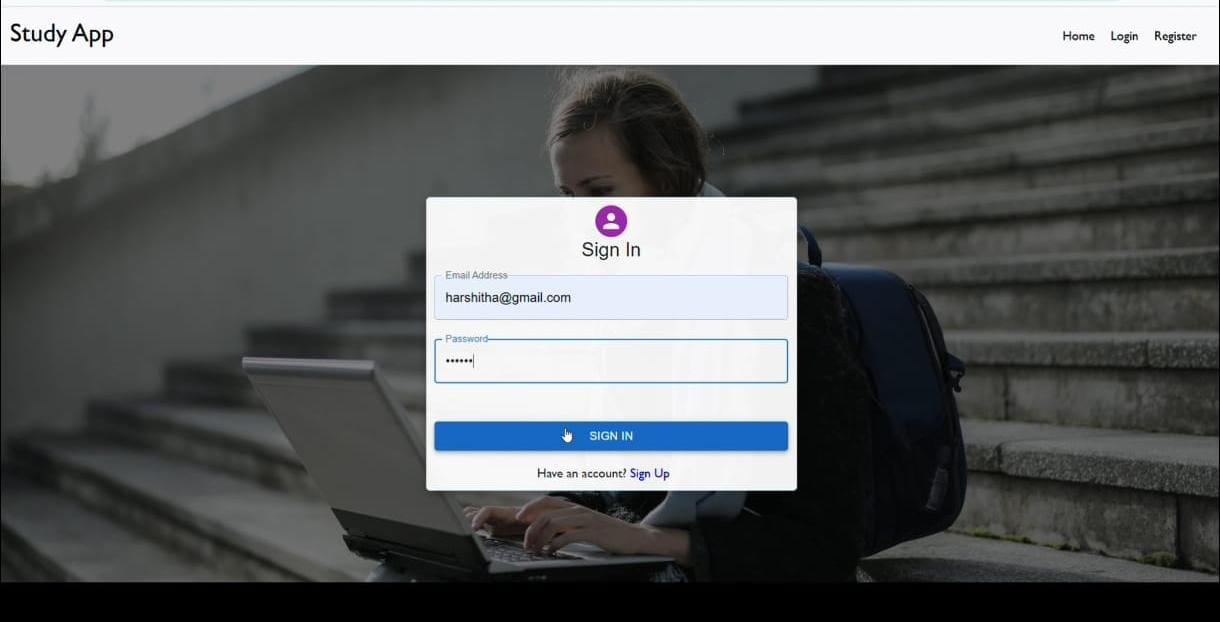 Study App
Home Login Register
Sign In
Email Address
harshitha@gmail.com
Password
••••••
SIGN IN
Have an account? Sign Up